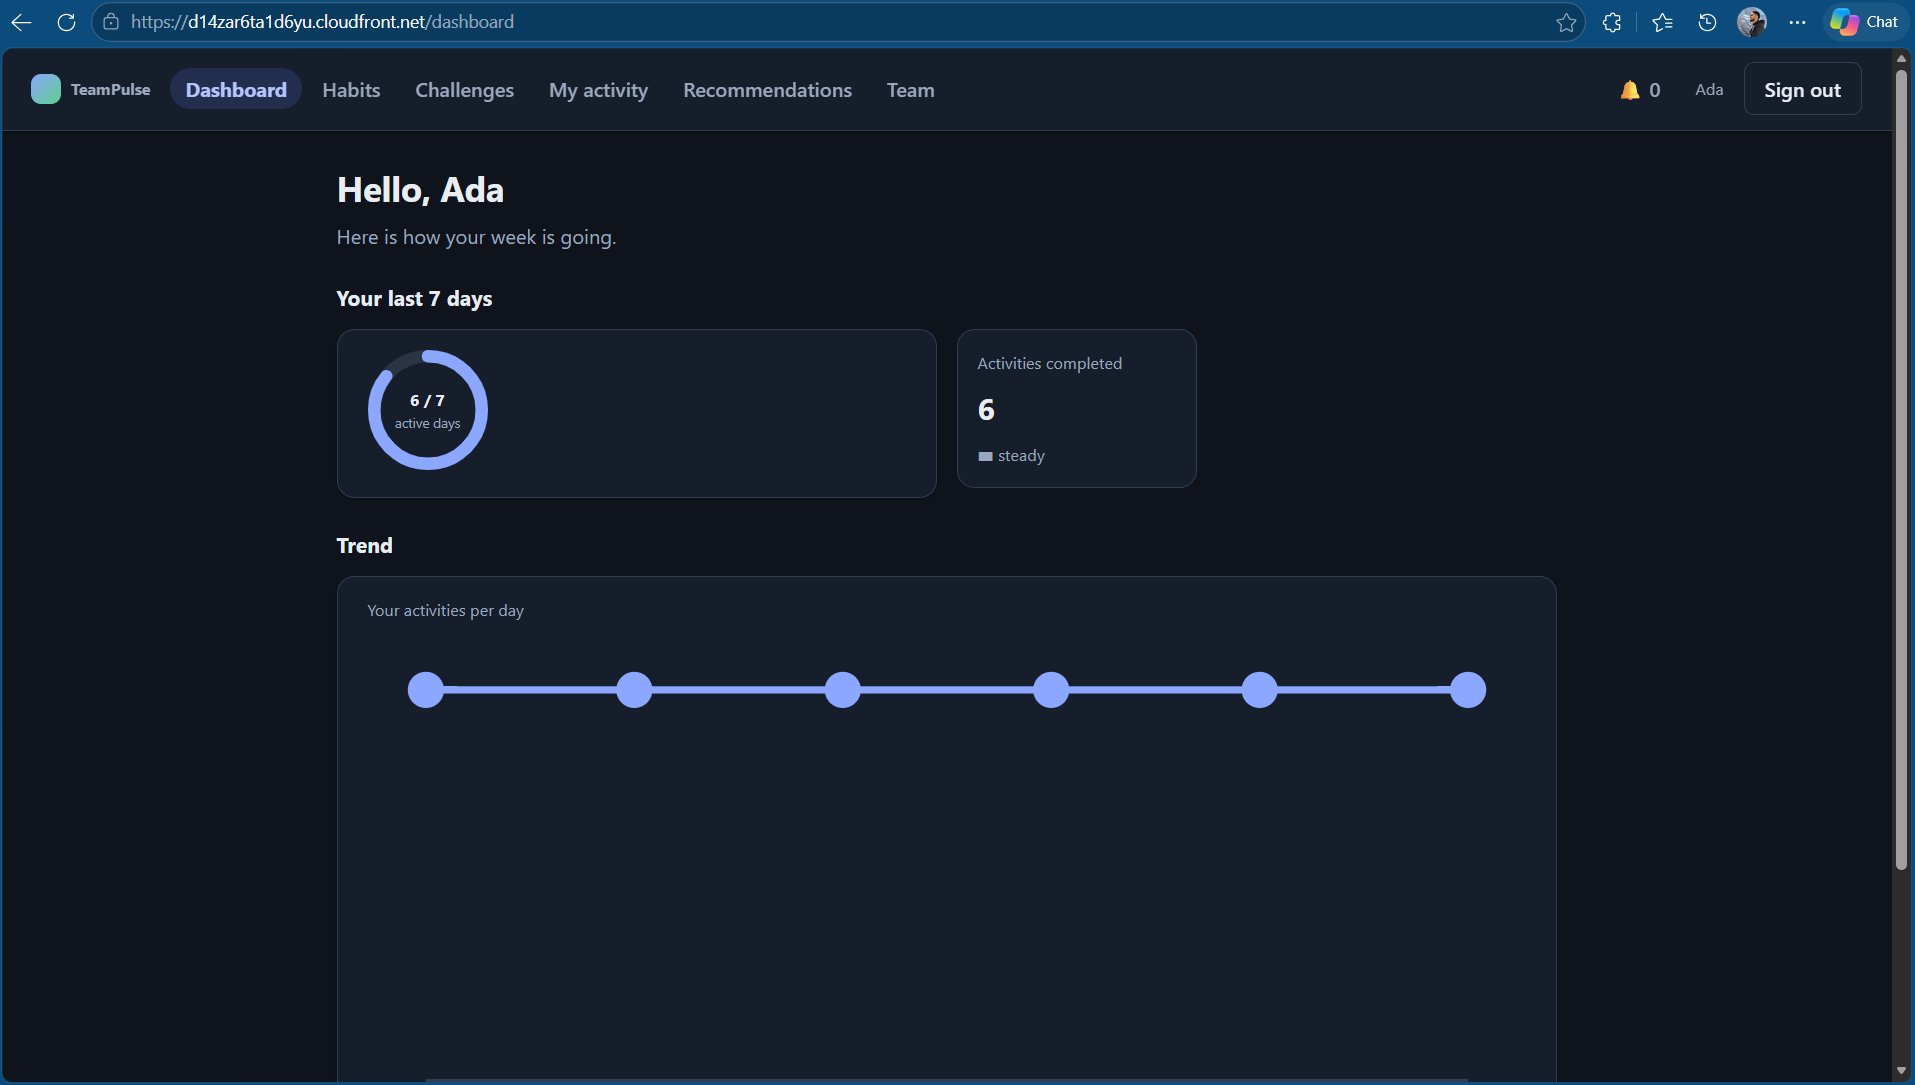 https://d14zar6ta1d6yu.cloudfront.net/dashboard
Chat
TeamPulse
Dashboard
Habits
Challenges
My activity
Recommendations
Team
0
Ada
Sign out
Hello, Ada
Here is how your week is going.
Your last 7 days
6 / 7
active days
Activities completed
6
steady
Trend
Your activities per day